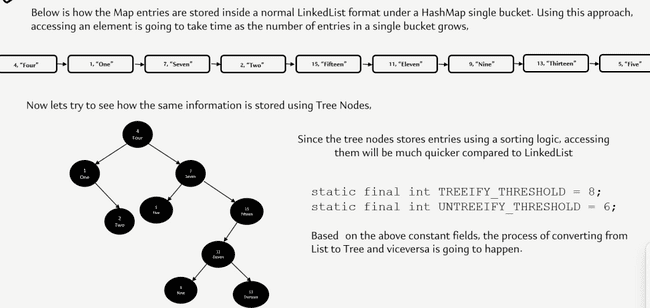 Below is how the Map entries are stored inside a normal LinkedList format under a HashMap single bucket. Using this approach,
accessing an element is going to take time as the number of entries in a single bucket grows.
4, "Four"
1, "One"
7, "Seven"
2, "Two"
15, "Fifteen"
11, "Eleven"
9, "Nine"
13, "Thirteen"
5, "Five"
Now lets try to see how the same information is stored using Tree Nodes.
4
Four
1
One
7
Seven
2
Two
5
Five
15
Fifteen
11
Eleven
9
Nine
13
Thirteen
Since the tree nodes stores entries using a sorting logic. accessing
them will be much quicker compared to LinkedList
static final int TREEIFY_THRESHOLD = 8;
static final int UNTREEIFY_THRESHOLD = 6;
Based on the above constant fields, the process of converting from
List to Tree and viceversa is going to happen.